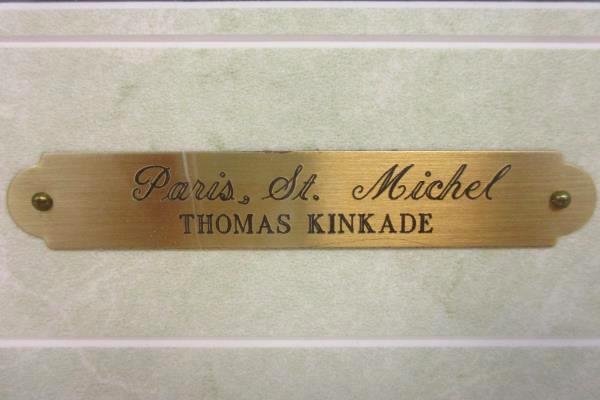 Paris, St. Michel
THOMAS KINKADE